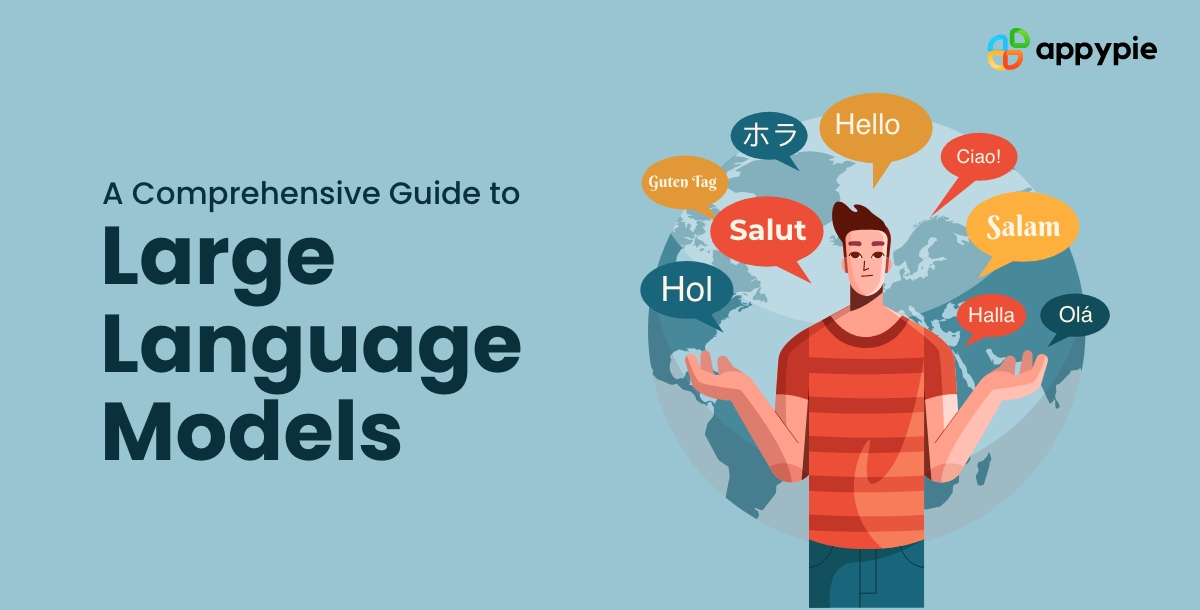 appypie
A Comprehensive Guide to
Large
Language
Models
ホラ
Hello
Ciao!
Guten Tag
Salut
Salam
Hol
Halla
Olá